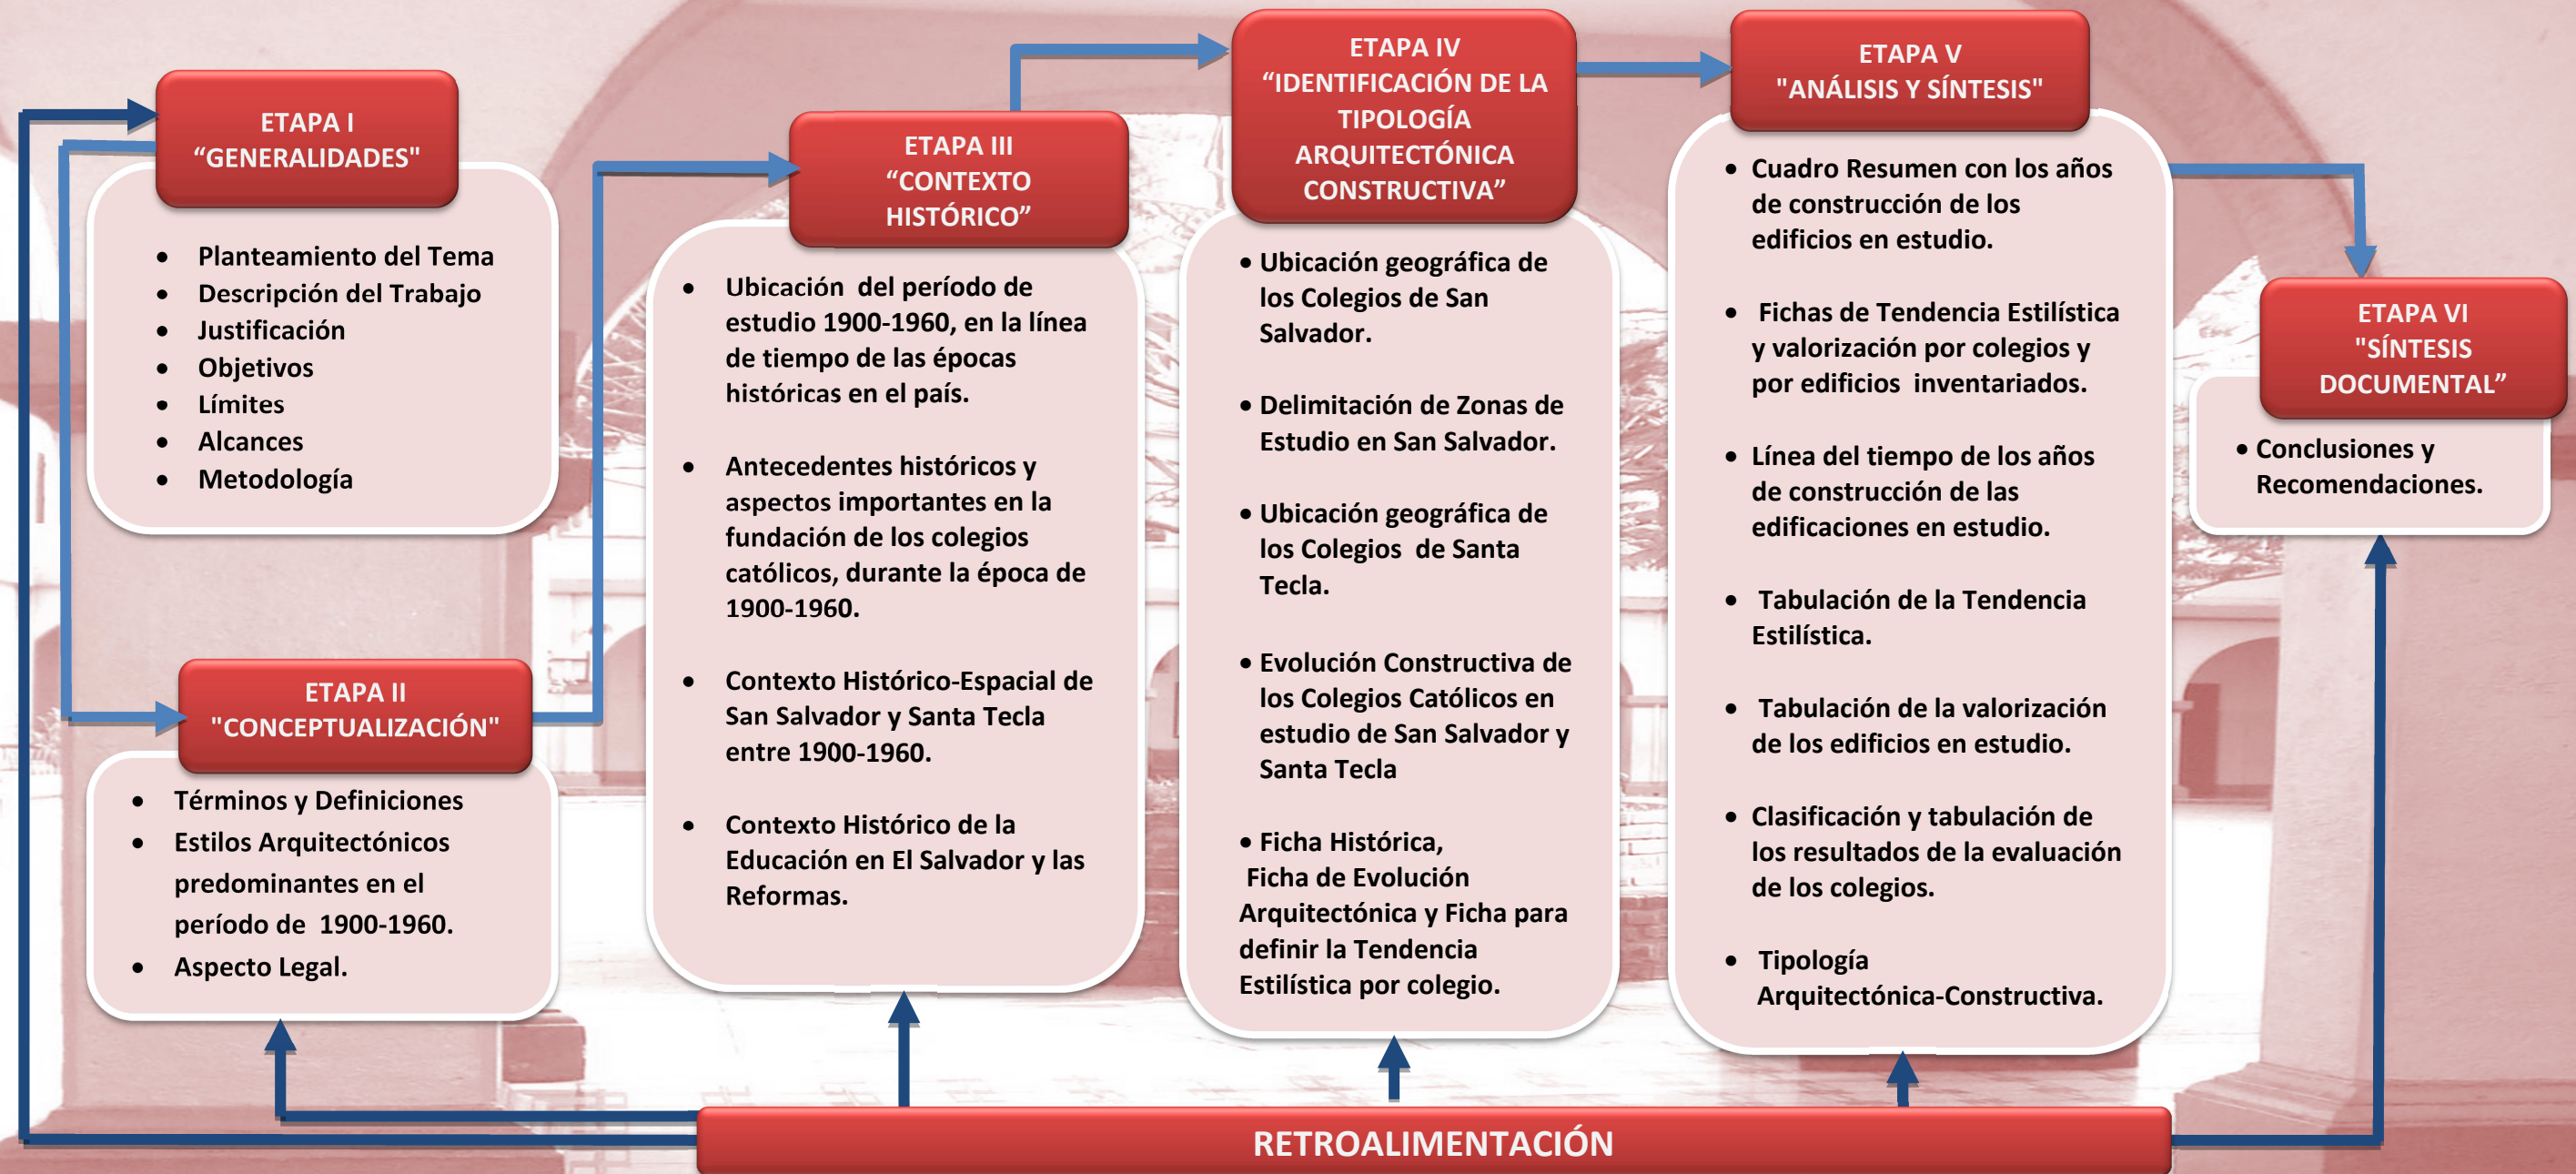 ETAPA I
“GENERALIDADES"
• Planteamiento del Tema
• Descripción del Trabajo
• Justificación
• Objetivos
• Límites
• Alcances
• Metodología
ETAPA II
"CONCEPTUALIZACIÓN"
• Términos y Definiciones
• Estilos Arquitectónicos
predominantes en el
período de 1900-1960.
• Aspecto Legal.
ETAPA III
“CONTEXTO
HISTÓRICO”
• Ubicación del período de
estudio 1900-1960, en la línea
de tiempo de las épocas
históricas en el país.
• Antecedentes históricos y
aspectos importantes en la
fundación de los colegios
católicos, durante la época de
1900-1960.
• Contexto Histórico-Espacial de
San Salvador y Santa Tecla
entre 1900-1960.
• Contexto Histórico de la
Educación en El Salvador y las
Reformas.
ETAPA IV
“IDENTIFICACIÓN DE LA
TIPOLOGÍA
ARQUITECTÓNICA
CONSTRUCTIVA”
• Ubicación geográfica de
los Colegios de San
Salvador.
• Delimitación de Zonas de
Estudio en San Salvador.
• Ubicación geográfica de
los Colegios de Santa
Tecla.
• Evolución Constructiva de
los Colegios Católicos en
estudio de San Salvador y
Santa Tecla
• Ficha Histórica,
Ficha de Evolución
Arquitectónica y Ficha para
definir la Tendencia
Estilística por colegio.
ETAPA V
"ANÁLISIS Y SÍNTESIS"
• Cuadro Resumen con los años
de construcción de los
edificios en estudio.
• Fichas de Tendencia Estilística
y valorización por colegios y
por edificios inventariados.
• Línea del tiempo de los años
de construcción de las
edificaciones en estudio.
• Tabulación de la Tendencia
Estilística.
• Tabulación de la valorización
de los edificios en estudio.
• Clasificación y tabulación de
los resultados de la evaluación
de los colegios.
• Tipología
Arquitectónica-Constructiva.
ETAPA VI
"SÍNTESIS
DOCUMENTAL”
• Conclusiones y
Recomendaciones.
RETROALIMENTACIÓN